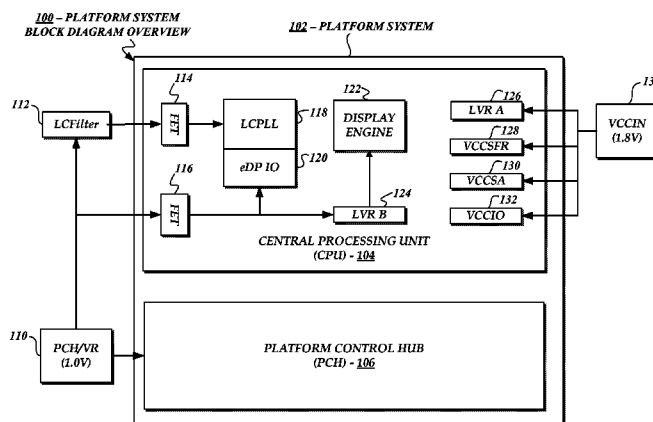 100 – PLATFORM SYSTEM
BLOCK DIAGRAM OVERVIEW
102 – PLATFORM SYSTEM
112
LCFilter
114
FET
LCPLL
118
eDP IO
120
122
DISPLAY
ENGINE
116
FET
124
LVR B
126
LVR A
128
VCCSFR
130
VCCSA
132
VCCIO
VCCIN
(1.8V)
CENTRAL PROCESSING UNIT
(CPU) - 104
110
PCH/VR
(1.0V)
PLATFORM CONTROL HUB
(PCH) - 106